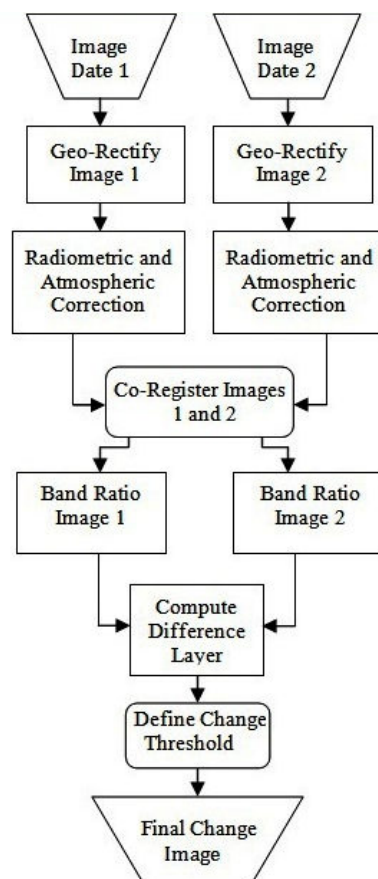 Image
Date 1
Image
Date 2
Geo-Rectify
Image 1
Geo-Rectify
Image 2
Radiometric and
Atmospheric
Correction
Radiometric and
Atmospheric
Correction
Co-Register Images
1 and 2
Band Ratio
Image 1
Band Ratio
Image 2
Compute
Difference
Layer
Define Change
Threshold
Final Change
Image